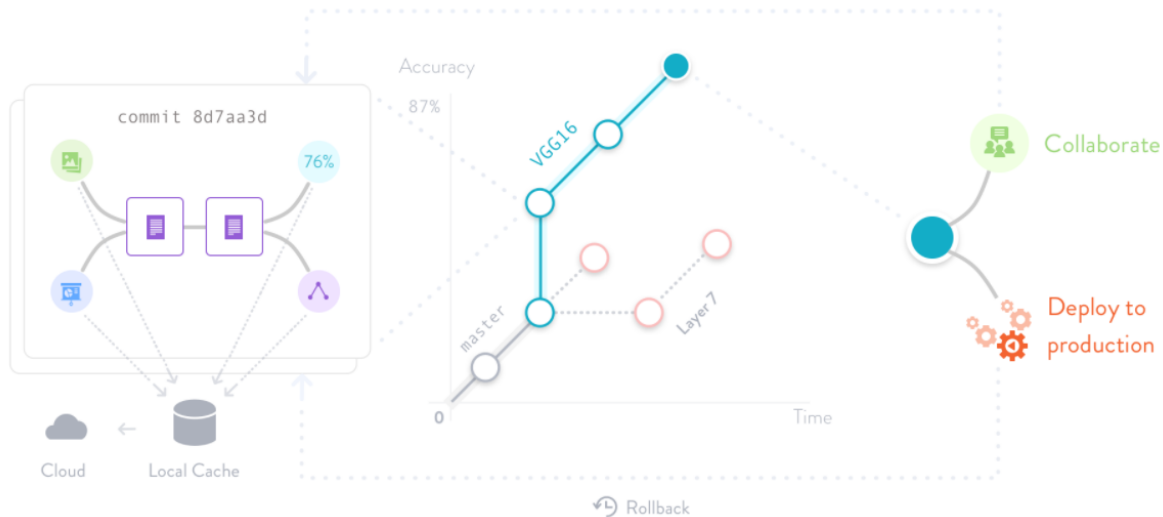 Accuracy
87%
commit 8d7aa3d
76%
VGG16
Collaborate
master
Layer 7
Deploy to
production
0
Time
Cloud
Local Cache
Rollback